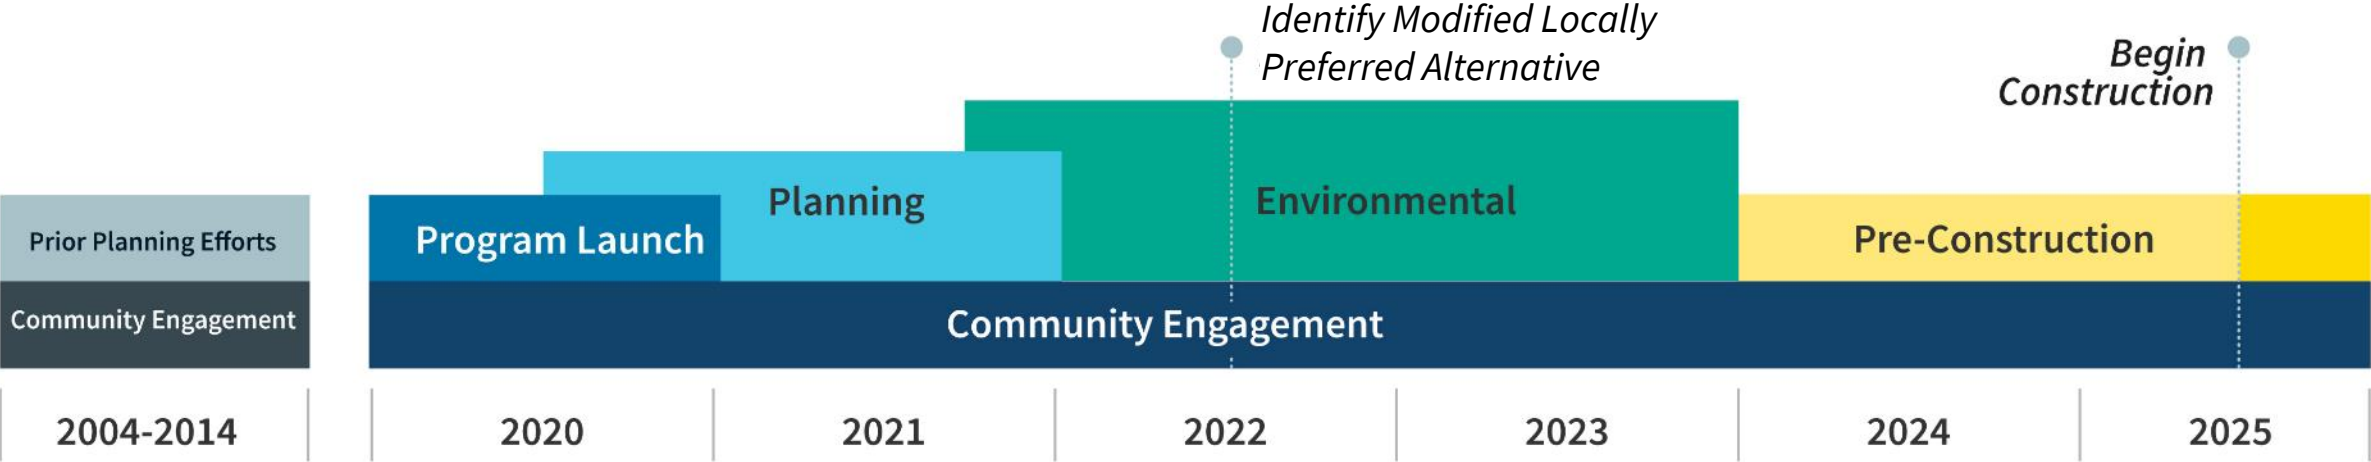 Identify Modified Locally
Preferred Alternative
Begin
Construction
Planning
Environmental
Prior Planning Efforts
Program Launch
Pre-Construction
Community Engagement
Community Engagement
2004-2014
2020
2021
2022
2023
2024
2025